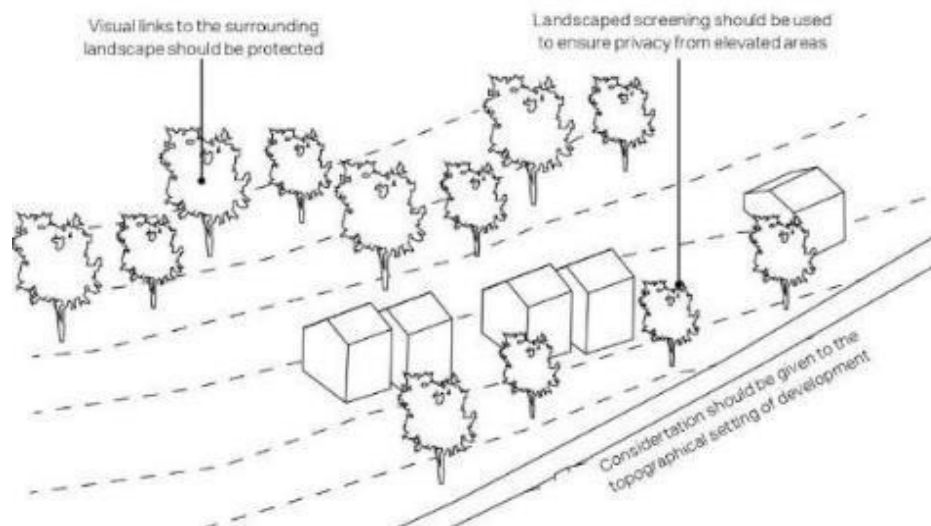 Visual links to the surrounding
landscape should be protected
Landscaped screening should be used
to ensure privacy from elevated areas
Considertation should be given to the
topographical setting of development